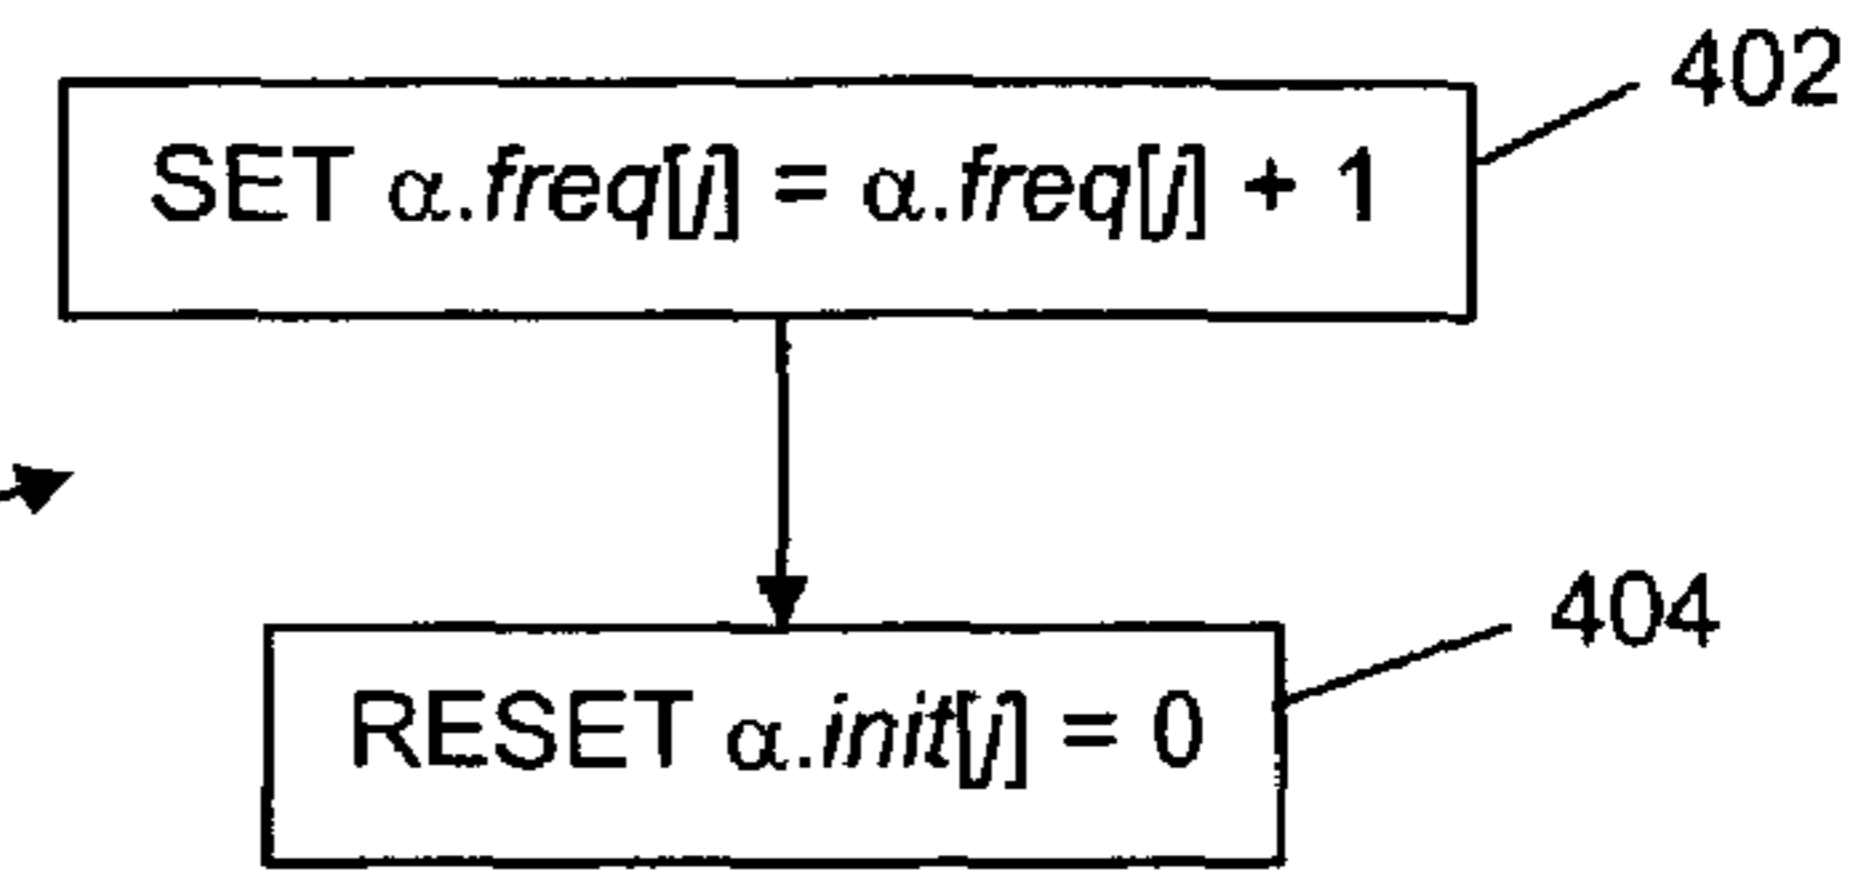 402
SET α.freq[j] = α.freq[j] + 1
404
RESET α.init[j] = 0